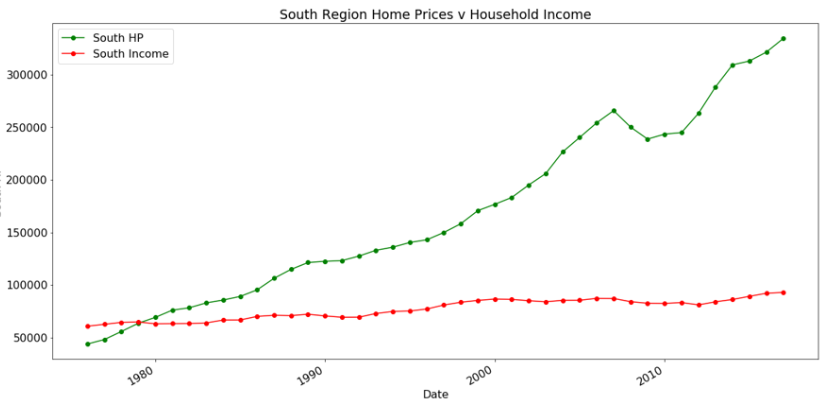 South Region Home Prices v Household Income
South HP
South Income
300000
250000
200000
150000
100000
50000
1980
1990
2000
2010
Date